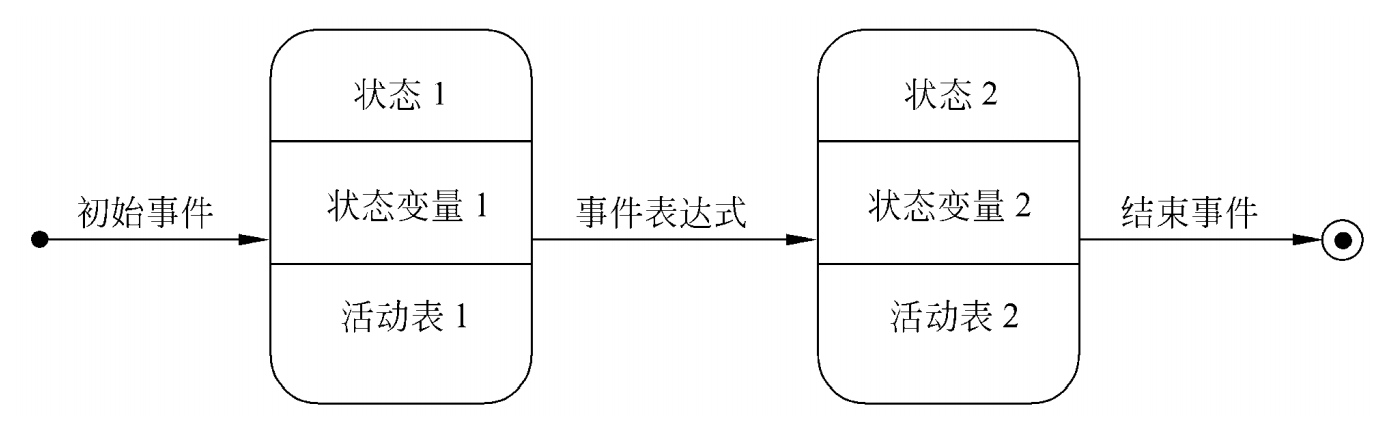 状态 1
状态 2
初始事件
状态变量 1
事件表达式
状态变量 2
结束事件
活动表 1
活动表 2